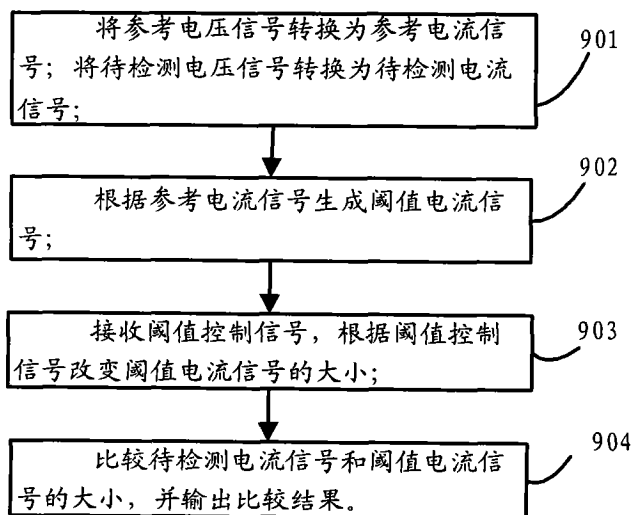 将参考电压信号转换为参考电流信
号；将待检测电压信号转换为待检测电流
信号；
901
根据参考电流信号生成阈值电流信
号；
902
接收阈值控制信号，根据阈值控制
信号改变阈值电流信号的大小；
903
比较待检测电流信号和阈值电流信
号的大小，并输出比较结果。
904